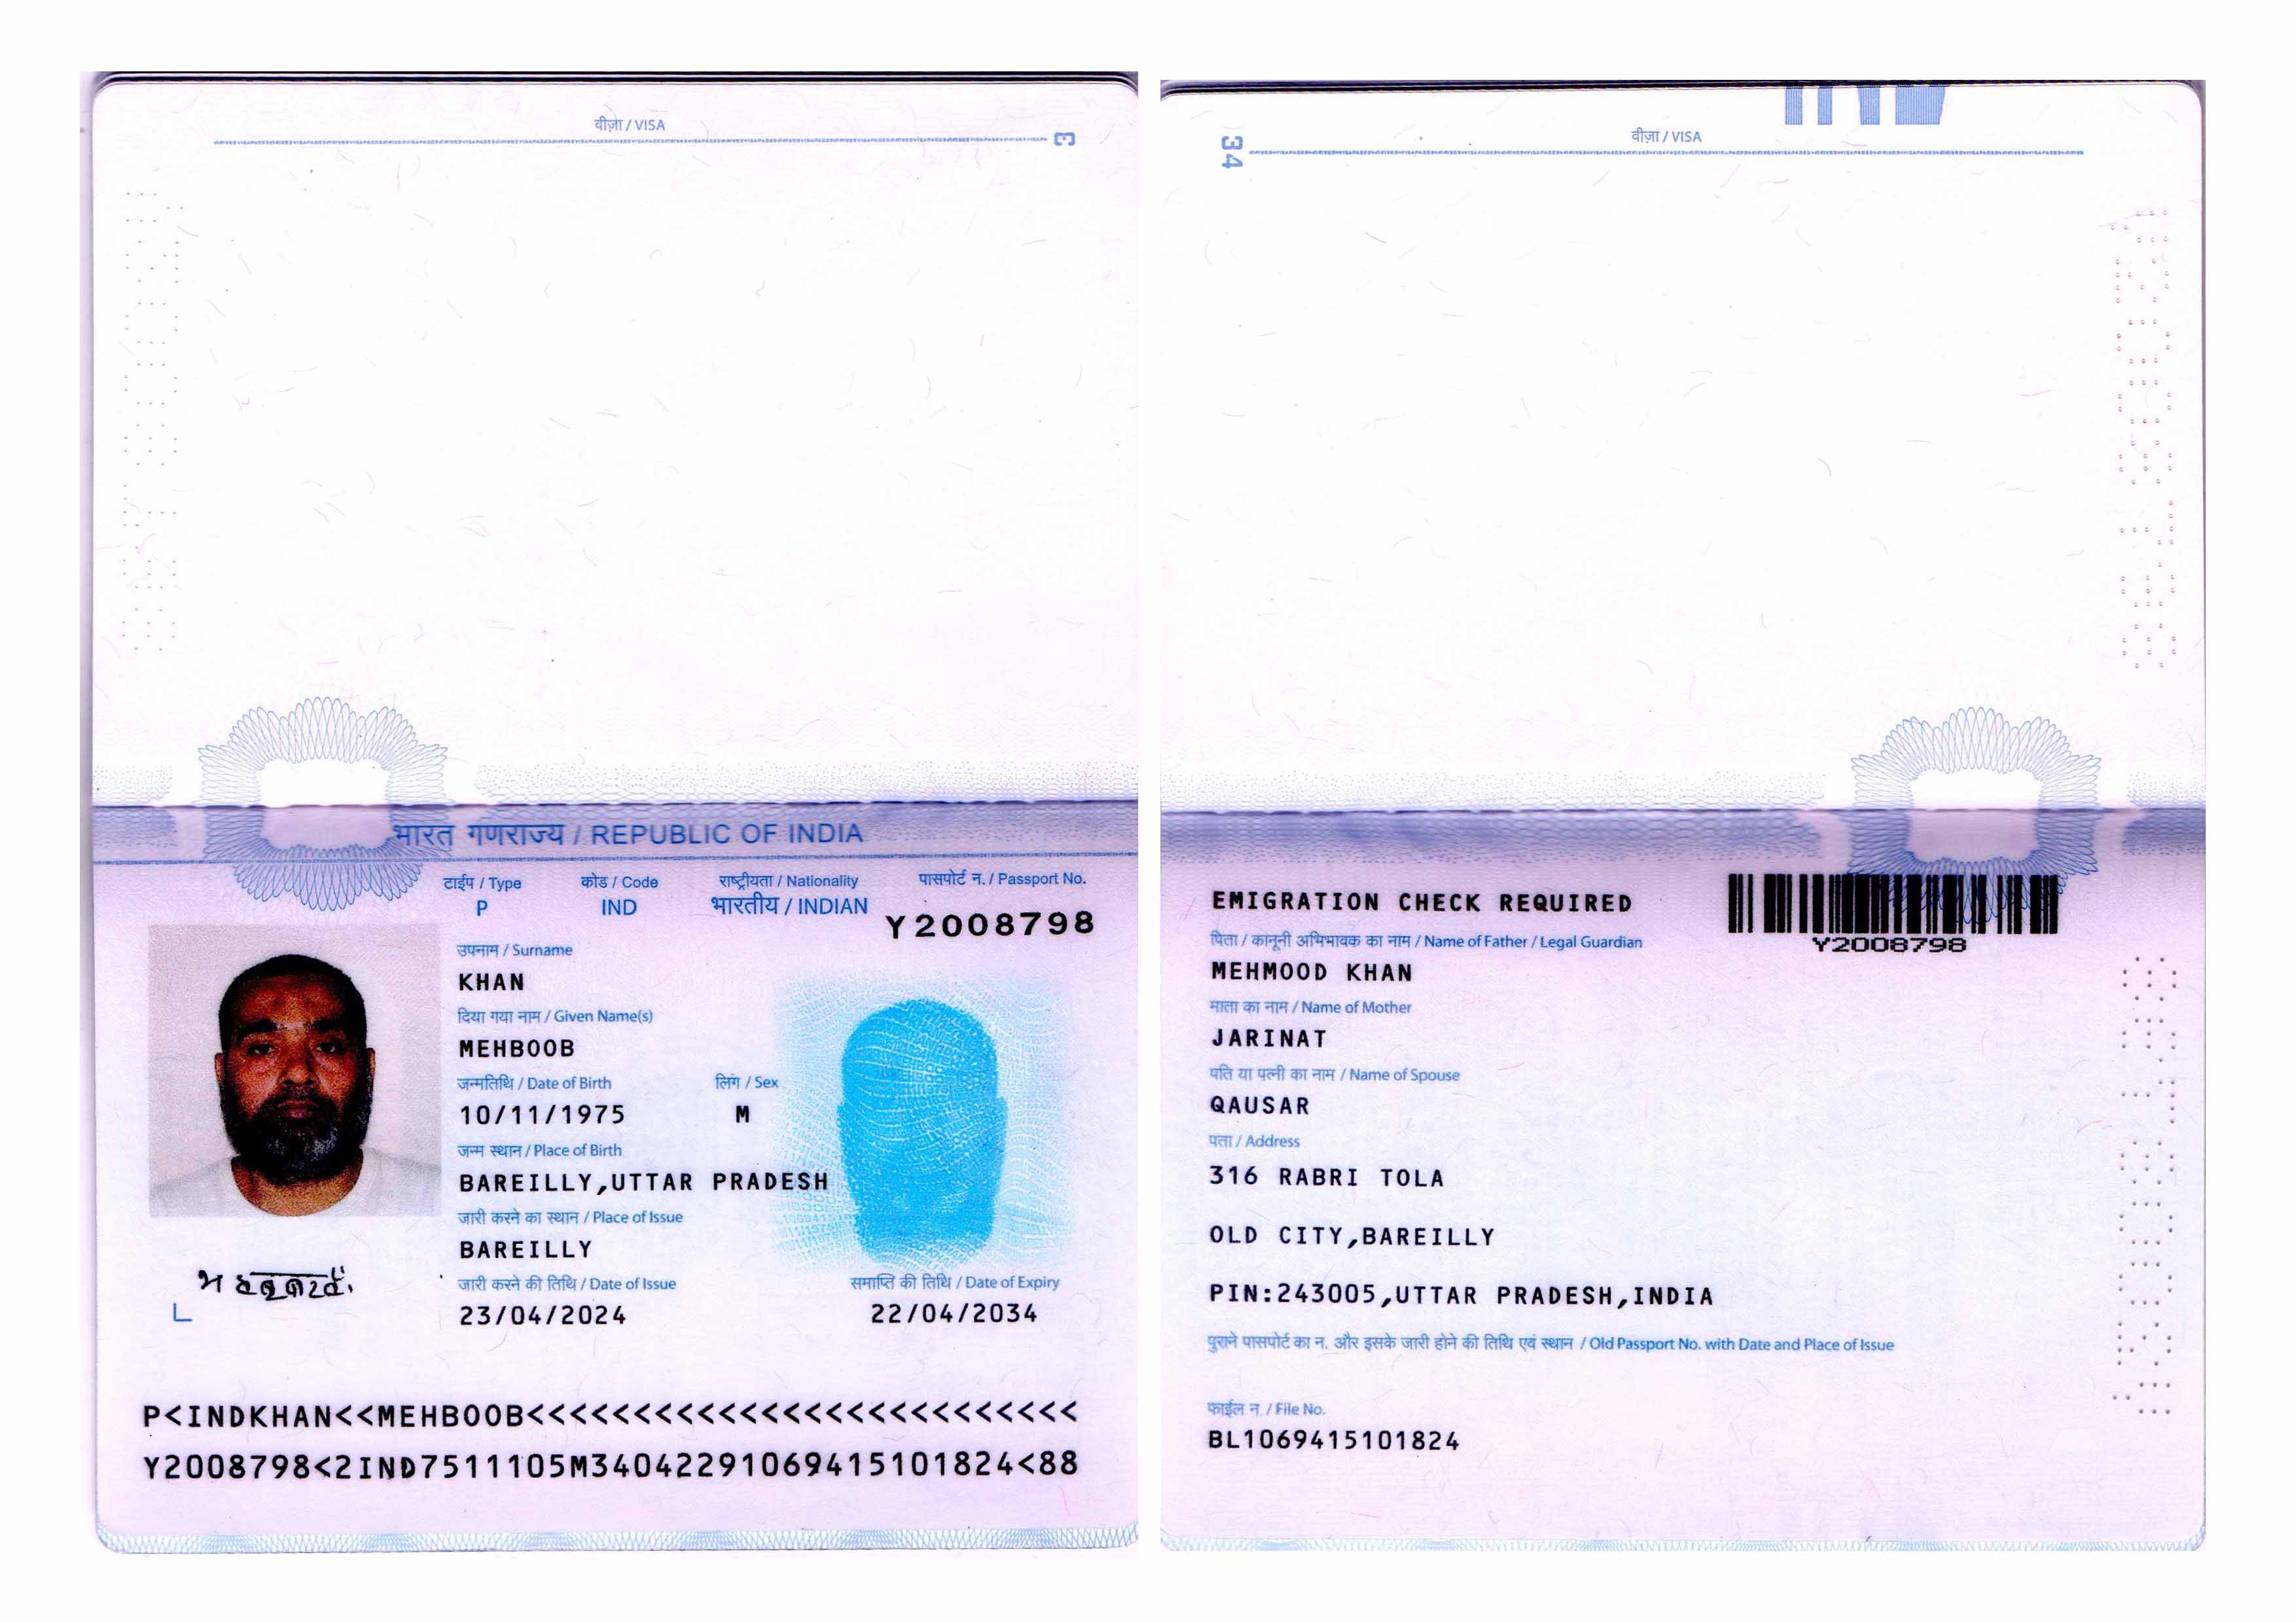 वीज़ा / VISA
3
भारत गणराज्य / REPUBLIC OF INDIA
टाईप / Type
कोड / Code
राष्ट्रीयता / Nationality
पासपोर्ट न. / Passport No.
P
IND
भारतीय / INDIAN
Y2008798
उपनाम / Surname
KHAN
दिया गया नाम / Given Name(s)
MEHBOOB
जन्मतिथि / Date of Birth
लिंग / Sex
10/11/1975
M
जन्म स्थान / Place of Birth
BAREILLY,UTTAR PRADESH
जारी करने का स्थान / Place of Issue
BAREILLY
जारी करने की तिथि / Date of Issue
समाप्ति की तिथि / Date of Expiry
23/04/2024
22/04/2034
P<INDKHAN<<MEHBOOB<<<<<<<<<<<<<<<<<<<<<<<<<<
Y2008798<2IND7511105M34042291069415101824<88
34
वीज़ा / VISA
EMIGRATION CHECK REQUIRED
Y2008798
पिता / कानूनी अभिभावक का नाम / Name of Father / Legal Guardian
MEHMOOD KHAN
माता का नाम / Name of Mother
JARINAT
पति या पत्नी का नाम / Name of Spouse
QAUSAR
पता / Address
316 RABRI TOLA
OLD CITY,BAREILLY
PIN:243005,UTTAR PRADESH,INDIA
पुराने पासपोर्ट का न. और इसके जारी होने की तिथि एवं स्थान / Old Passport No. with Date and Place of Issue
फाईल न. / File No.
BL1069415101824